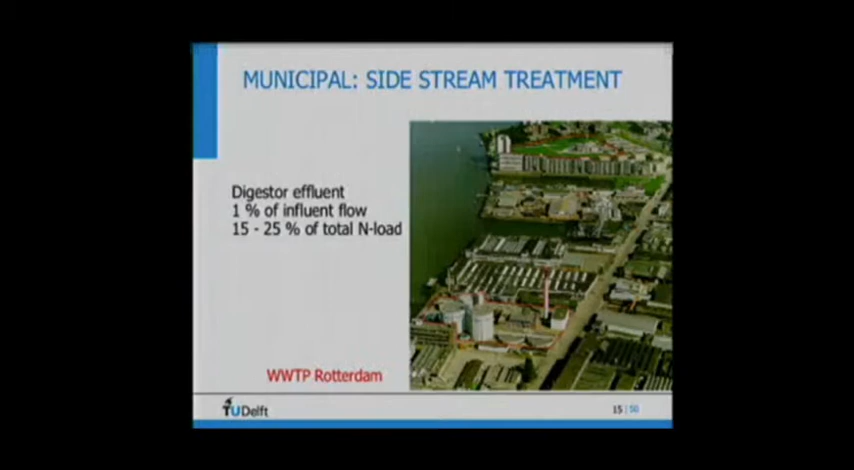 MUNICIPAL: SIDE STREAM TREATMENT
Digestor effluent
1 % of influent flow
15 - 25 % of total N-load
WWTP Rotterdam
TUDelft
15 | 50